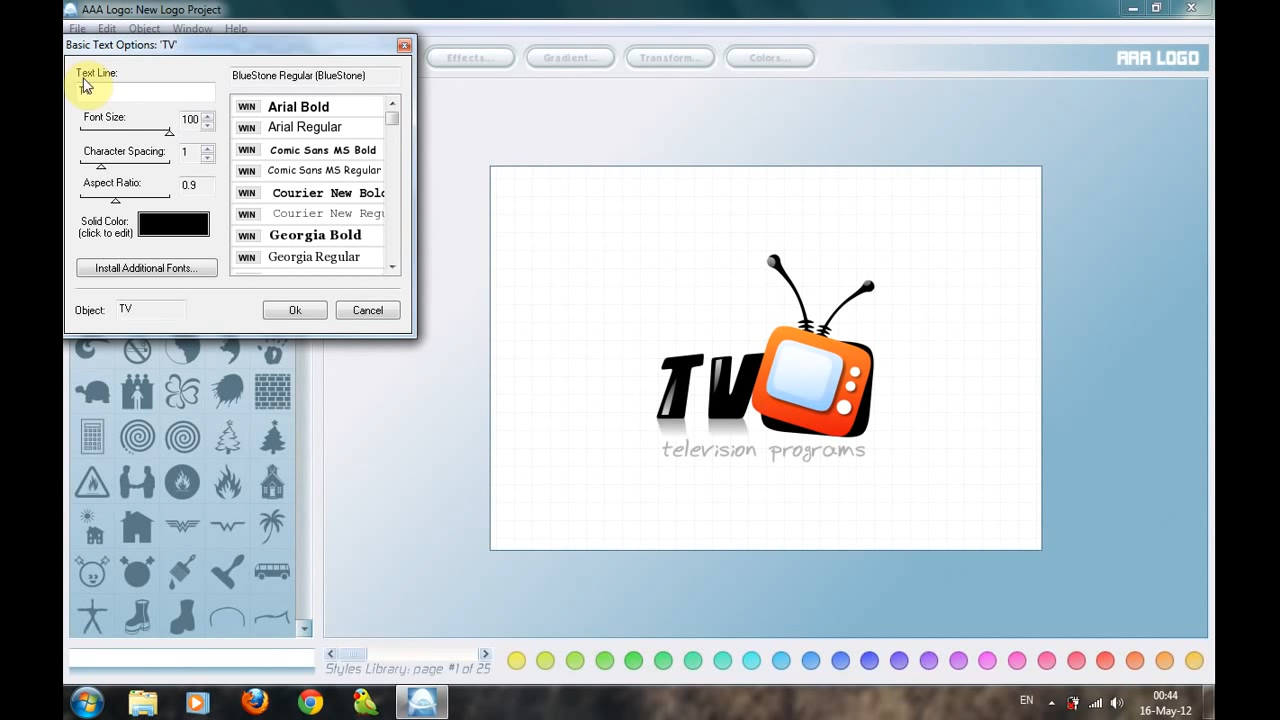 AAA Logo: New Logo Project
File Edit Object Window Help
Basic Text Options: 'TV'
Effects... Gradient... Transform... Colors...
AAA LOGO
Text Line:
BlueStone Regular (BlueStone)
Font Size: 100
Character Spacing: 1
Aspect Ratio: 0.9
Solid Color:
(click to edit)
WIN Arial Bold
WIN Arial Regular
WIN Comic Sans MS Bold
WIN Comic Sans MS Regular
WIN Courier New Bold
WIN Courier New Regu
WIN Georgia Bold
WIN Georgia Regular
Install Additional Fonts...
Object: TV
Ok Cancel
TV
television programs
Styles Library: page #1 of 25
EN
00:44
16-May-12